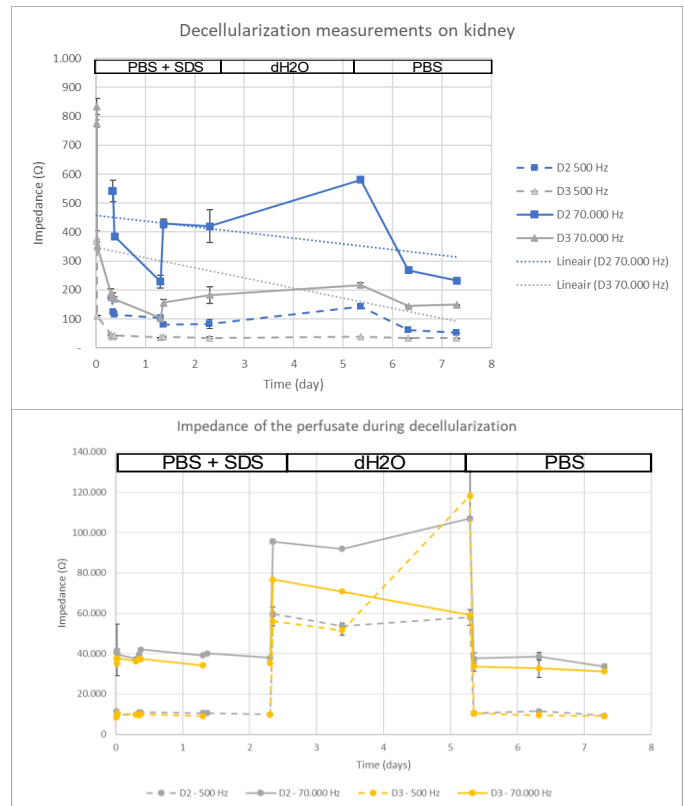 Decellularization measurements on kidney
1.000
PBS + SDS
dH2O
PBS
900
800
700
600
500
400
300
200
100
-
Impedance (Ω)
0 1 2 3 4 5 6 7 8
Time (day)
D2 500 Hz
D3 500 Hz
D2 70.000 Hz
D3 70.000 Hz
Lineair (D2 70.000 Hz)
Lineair (D3 70.000 Hz)
Impedance of the perfusate during decellularization
140.000
PBS + SDS
dH2O
PBS
120.000
100.000
80.000
60.000
40.000
20.000
0
Impedance (Ω)
0 1 2 3 4 5 6 7 8
Time (days)
D2 - 500 Hz D2 - 70.000 Hz D3 - 500 Hz D3 - 70.000 Hz